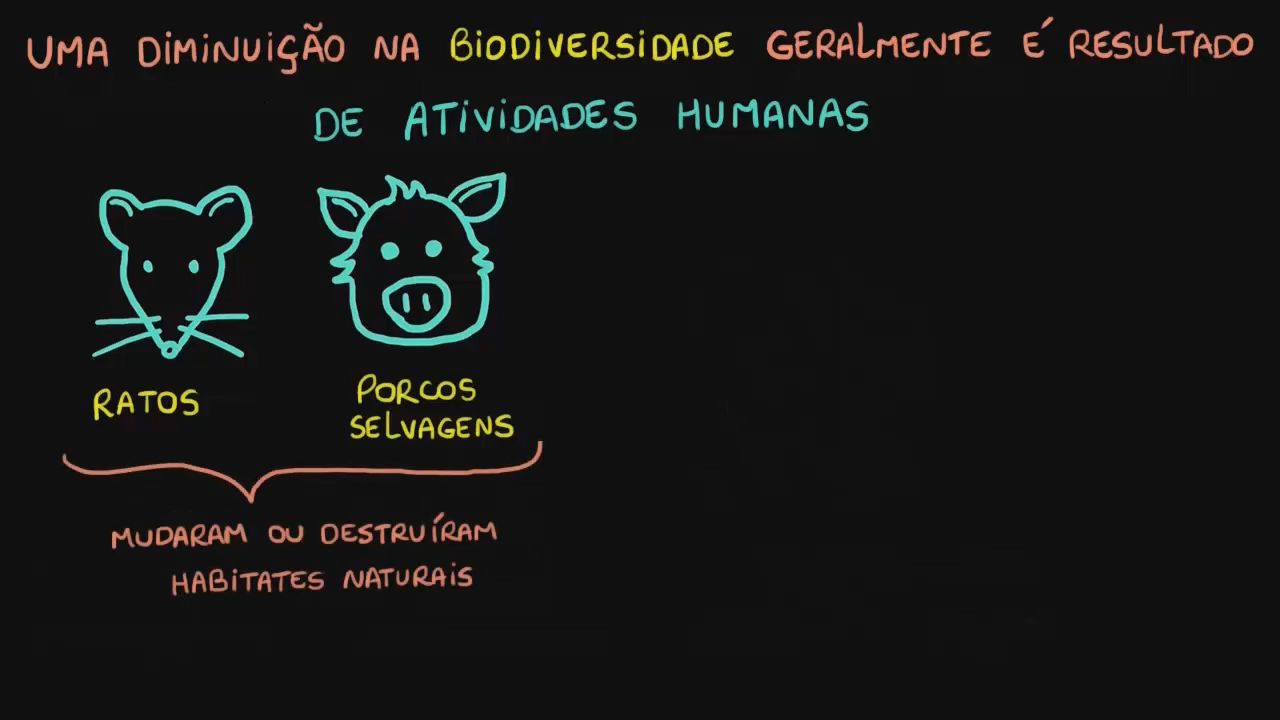 UMA DIMINUIÇÃO NA BIODIVERSIDADE GERALMENTE É RESULTADO
DE ATIVIDADES HUMANAS
RATOS
PORCOS
SELVAGENS
MUDARAM OU DESTRUÍRAM
HABITATES NATURAIS